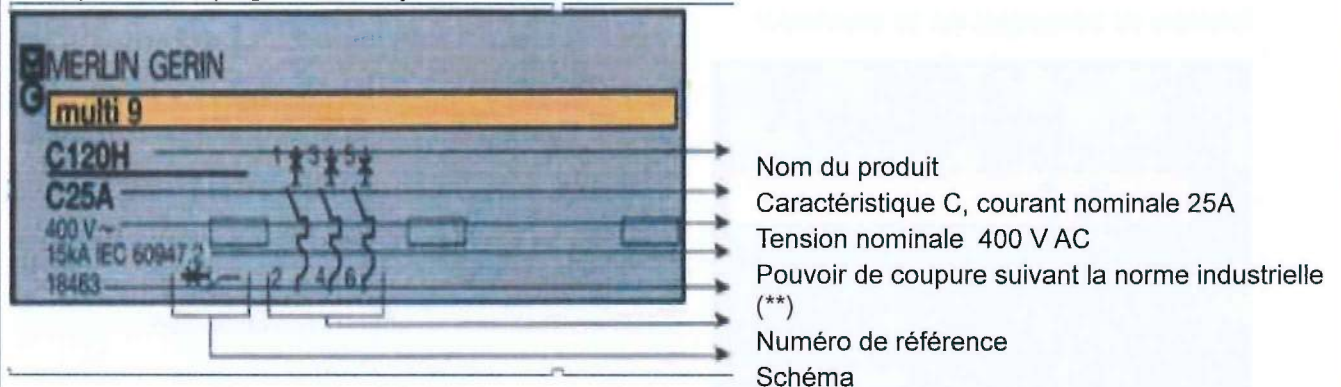 MERLIN GERIN
multi 9
C120H
1 3 5
C25A
400 V~
15kA IEC 60947.2
18463
2 4 6
Nom du produit
Caractéristique C, courant nominale 25A
Tension nominale 400 V AC
Pouvoir de coupure suivant la norme industrielle
(**)
Numéro de référence
Schéma